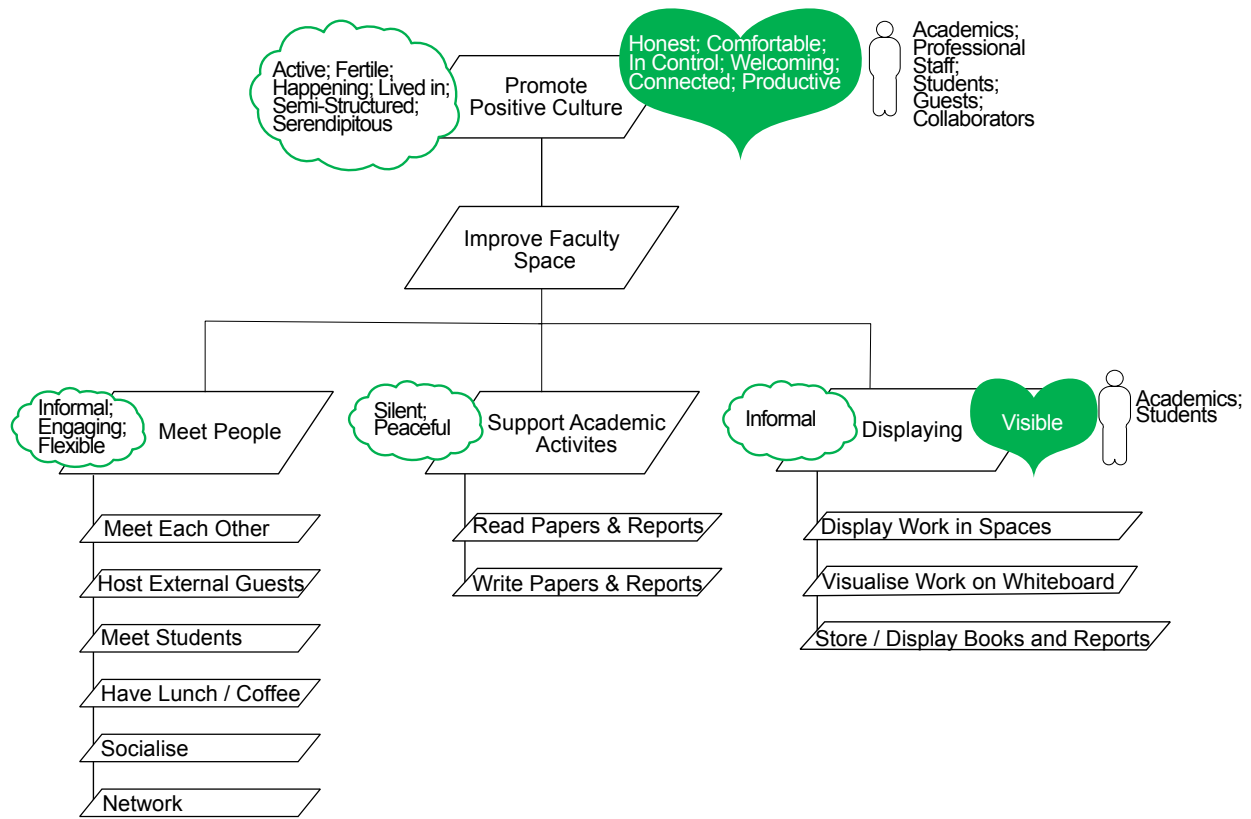 Active; Fertile;
Happening; Lived in;
Semi-Structured;
Serendipitous
Promote
Positive Culture
Honest; Comfortable;
In Control; Welcoming;
Connected; Productive
Academics;
Professional
Staff;
Students;
Guests;
Collaborators
Improve Faculty
Space
Informal;
Engaging;
Flexible
Meet People
Silent;
Peaceful
Support Academic
Activites
Informal
Displaying
Visible
Academics;
Students
Meet Each Other
Host External Guests
Meet Students
Have Lunch / Coffee
Socialise
Network
Read Papers & Reports
Write Papers & Reports
Display Work in Spaces
Visualise Work on Whiteboard
Store / Display Books and Reports